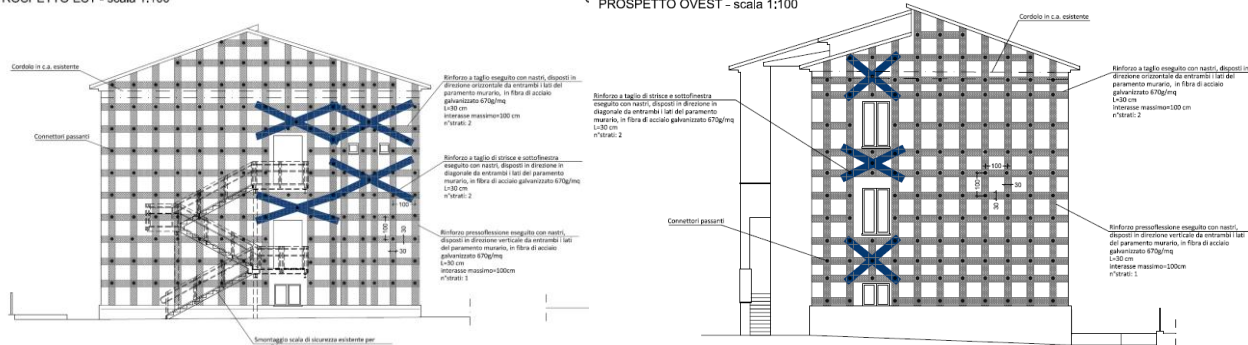 PROSPETTO EST - scala 1:100
Cordolo in c.a. esistente
Connettori passanti
Rinforzo a taglio eseguito con nastri, disposti in
direzione orizzontale da entrambi i lati del
paramento murario, in fibra di acciaio
galvanizzato 670g/mq
L=30 cm
interasse massimo=100 cm
n°strati: 2
Rinforzo a taglio di strisce e sottofinestra
eseguito con nastri, disposti in direzione in
diagonale da entrambi i lati del paramento
murario, in fibra di acciaio galvanizzato 670g/mq
L=30 cm
n°strati: 2
100
100
30
30
Rinforzo pressoflessione eseguito con nastri,
disposti in direzione verticale da entrambi i lati
del paramento murario, in fibra di acciaio
galvanizzato 670g/mq
L=30 cm
interasse massimo=100cm
n°strati: 1
Smontaggio scala di sicurezza esistente per
PROSPETTO OVEST - scala 1:100
Cordolo in c.a. esistente
Rinforzo a taglio eseguito con nastri, disposti in
direzione orizzontale da entrambi i lati del
paramento murario, in fibra di acciaio
galvanizzato 670g/mq
L=30 cm
interasse massimo=100 cm
n°strati: 2
Rinforzo a taglio di strisce e sottofinestra
eseguito con nastri, disposti in direzione in
diagonale da entrambi i lati del paramento
murario, in fibra di acciaio galvanizzato 670g/mq
L=30 cm
n°strati: 2
100
100
30
30
Connettori passanti
Rinforzo pressoflessione eseguito con nastri,
disposti in direzione verticale da entrambi i lati
del paramento murario, in fibra di acciaio
galvanizzato 670g/mq
L=30 cm
interasse massimo=100cm
n°strati: 1